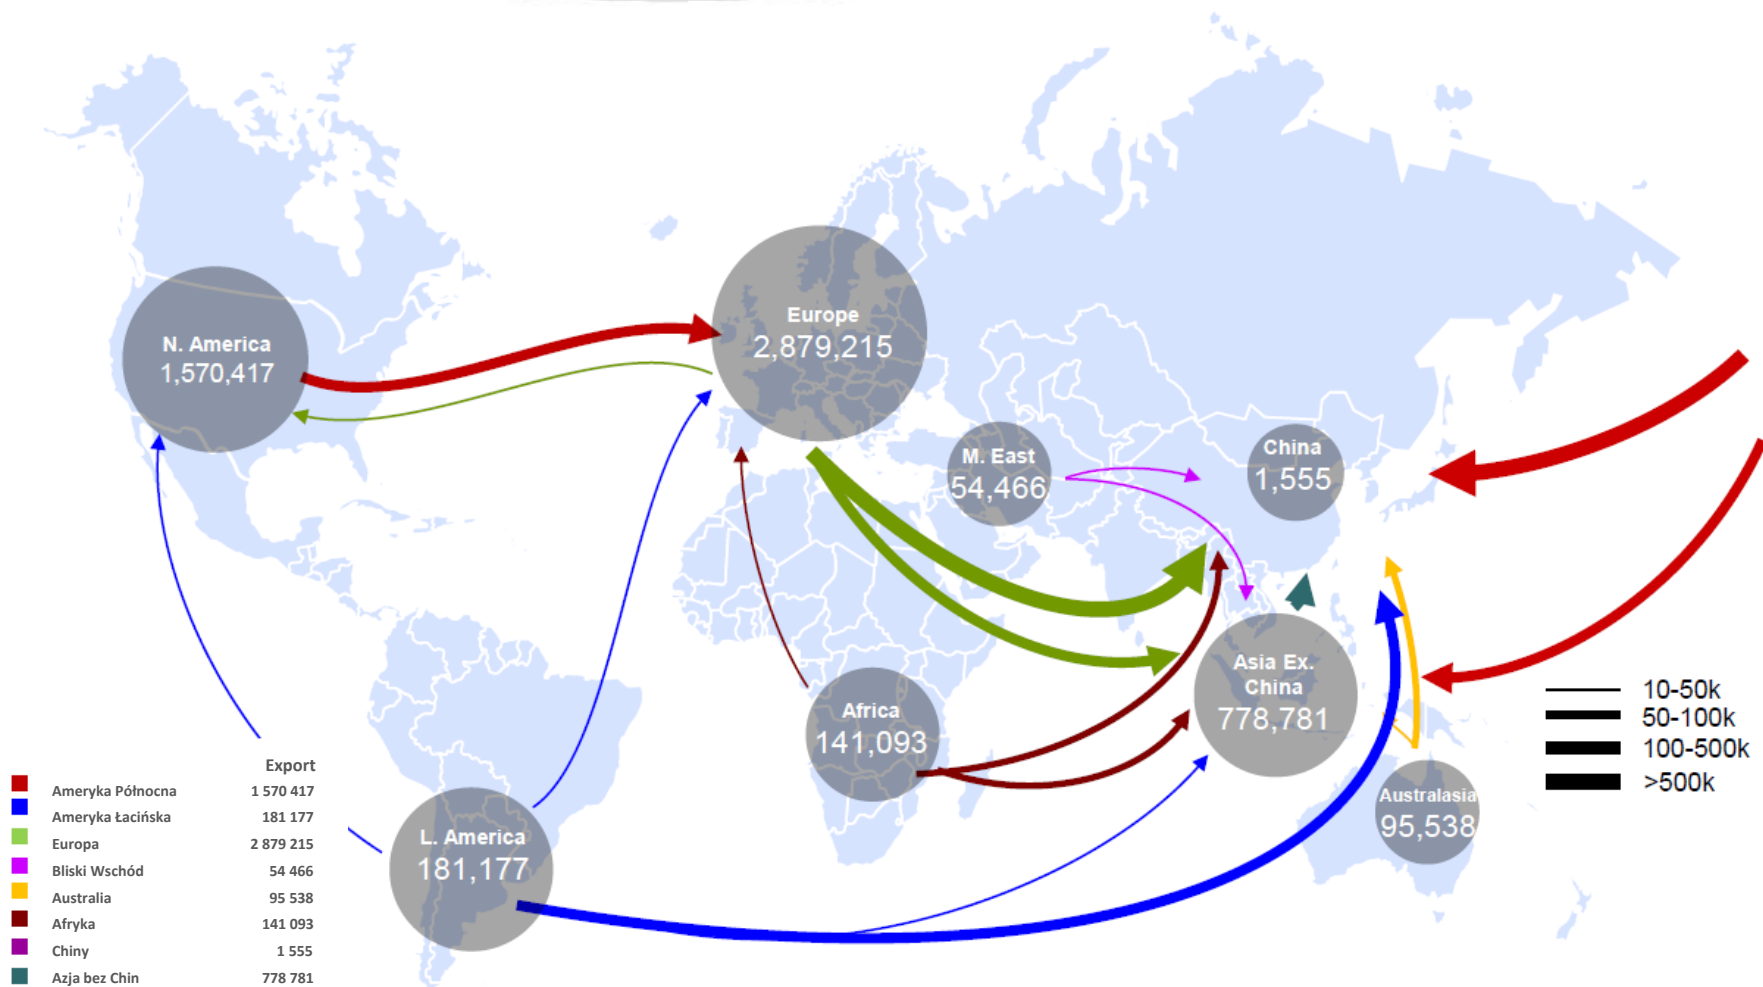 N. America
1,570,417
Europe
2,879,215
M. East
54,466
China
1,555
Asia Ex.
China
778,781
Africa
141,093
Australasia
95,538
L. America
181,177
10-50k
50-100k
100-500k
>500k
Export
Ameryka Północna 1 570 417
Ameryka Łacińska 181 177
Europa 2 879 215
Bliski Wschód 54 466
Australia 95 538
Afryka 141 093
Chiny 1 555
Azja bez Chin 778 781